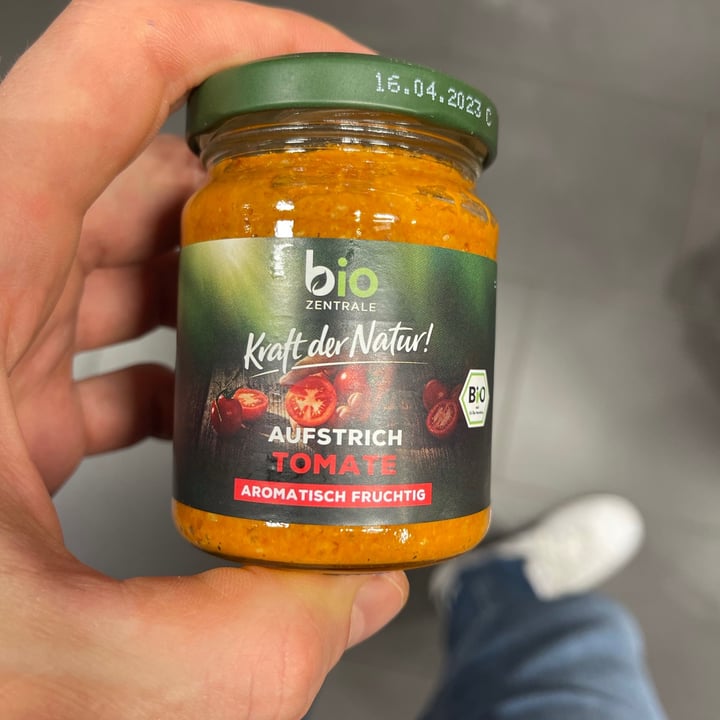 16.04.2023 C
bio
ZENTRALE
Kraft der Natur!
BiO
AUFSTRICH
TOMATE
AROMATISCH FRUCHTIG